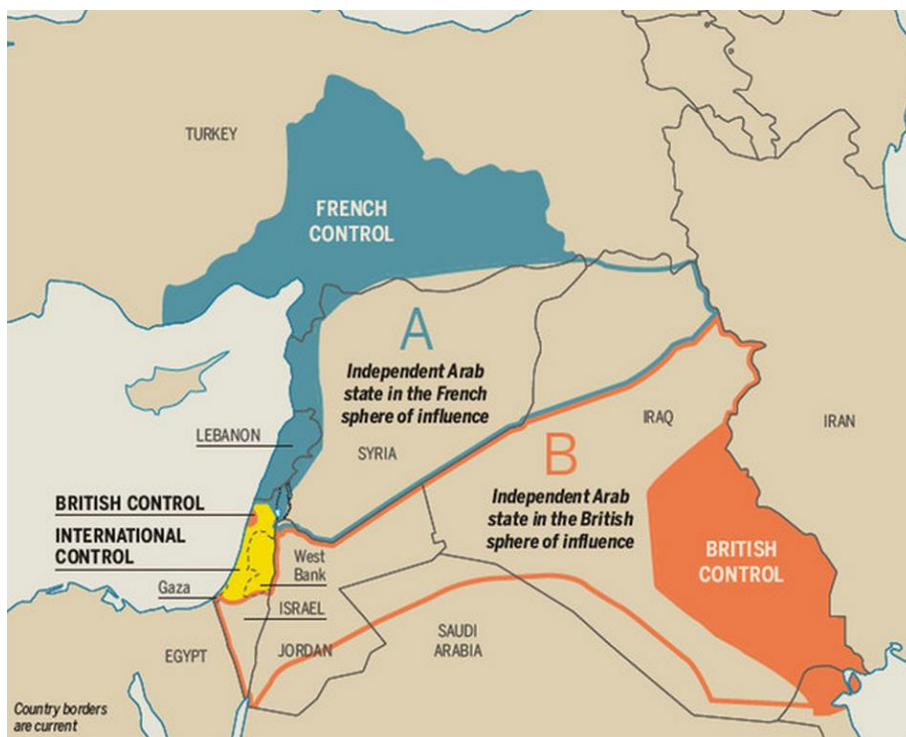 TURKEY
FRENCH
CONTROL
A
Independent Arab
state in the French
sphere of influence
LEBANON
SYRIA
IRAQ
IRAN
B
Independent Arab
state in the British
sphere of influence
BRITISH CONTROL
INTERNATIONAL
CONTROL
BRITISH
CONTROL
West
Bank
Gaza
ISRAEL
EGYPT
JORDAN
SAUDI
ARABIA
Country borders
are current